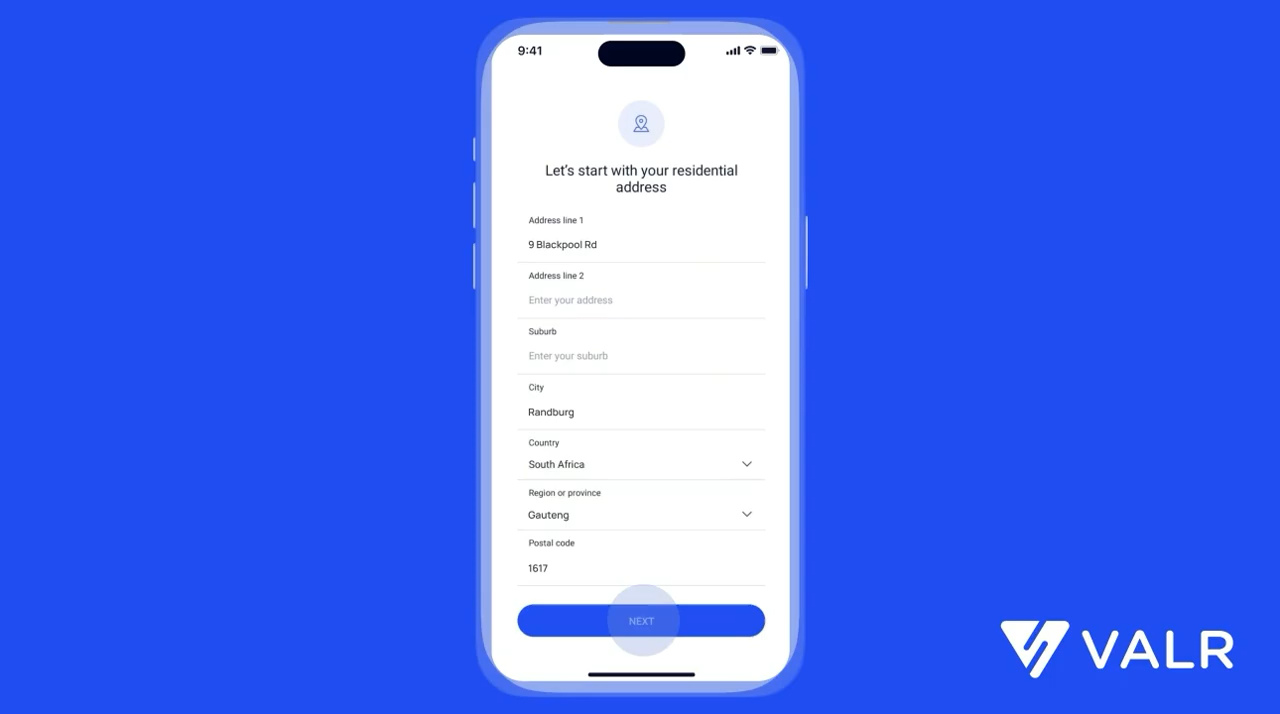 9:41
Let's start with your residential
address
Address line 1
9 Blackpool Rd
Address line 2
Enter your address
Suburb
Enter your suburb
City
Randburg
Country
South Africa
Region or province
Gauteng
Postal code
1617
NEXT
VALR